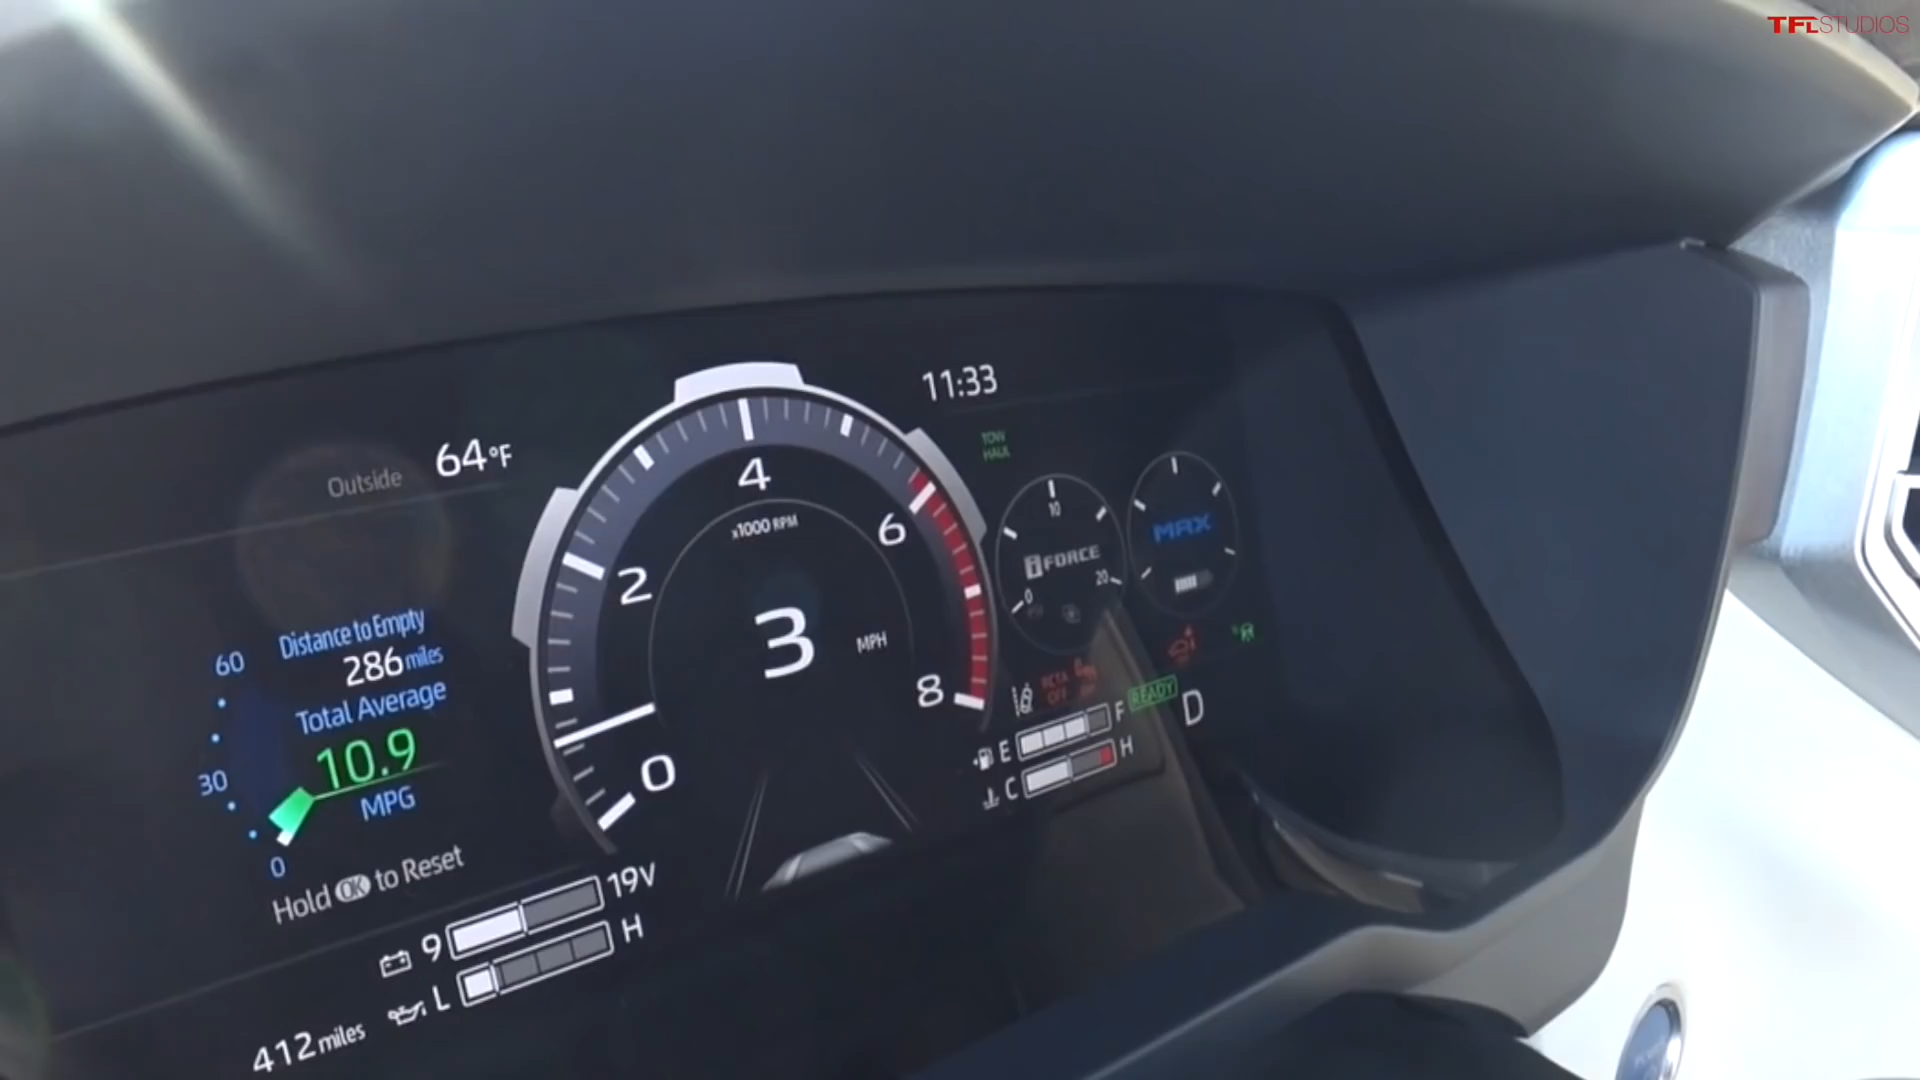 TFLSTUDIOS
11:33
Outside 64°F
TOW
HAUL
4
x1000 RPM
2
6
10
iFORCE
0
20
MAX
3 MPH
60
Distance to Empty
286 miles
Total Average
10.9
MPG
30
0
Hold OK to Reset
8
0
RCTA
OFF
READY
D
E F
C H
9 19V
L H
412 miles